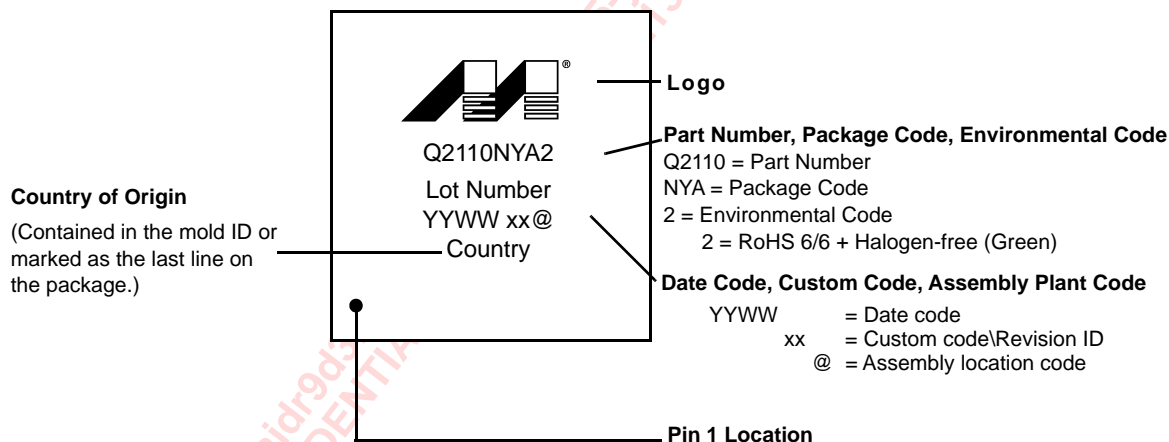 ®
Logo
Q2110NYA2
Part Number, Package Code, Environmental Code
Q2110 = Part Number
NYA = Package Code
2 = Environmental Code
2 = RoHS 6/6 + Halogen-free (Green)
Country of Origin
(Contained in the mold ID or
marked as the last line on
the package.)
Lot Number
YYWW xx@
Country
Date Code, Custom Code, Assembly Plant Code
YYWW = Date code
xx = Custom code\Revision ID
@ = Assembly location code
Pin 1 Location